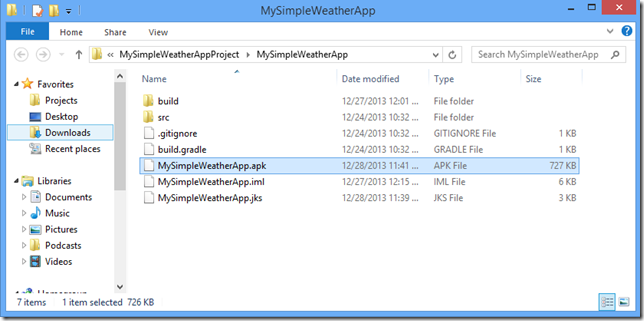 MySimpleWeatherApp
File Home Share View
« MySimpleWeatherAppProject MySimpleWeatherApp Search MySimpleWeatherApp
Name Date modified Type Size
Favorites
Projects
Desktop
Downloads
Recent places
Libraries
Documents
Music
Pictures
Podcasts
Videos
Homegroup
build 12/27/2013 12:01 ... File folder
src 12/24/2013 10:32 ... File folder
.gitignore 12/24/2013 10:32 ... GITIGNORE File 1 KB
build.gradle 12/24/2013 10:32 ... GRADLE File 1 KB
MySimpleWeatherApp.apk 12/28/2013 11:41 ... APK File 727 KB
MySimpleWeatherApp.iml 12/27/2013 12:15 ... IML File 6 KB
MySimpleWeatherApp.jks 12/28/2013 11:39 ... JKS File 3 KB
7 items 1 item selected 726 KB